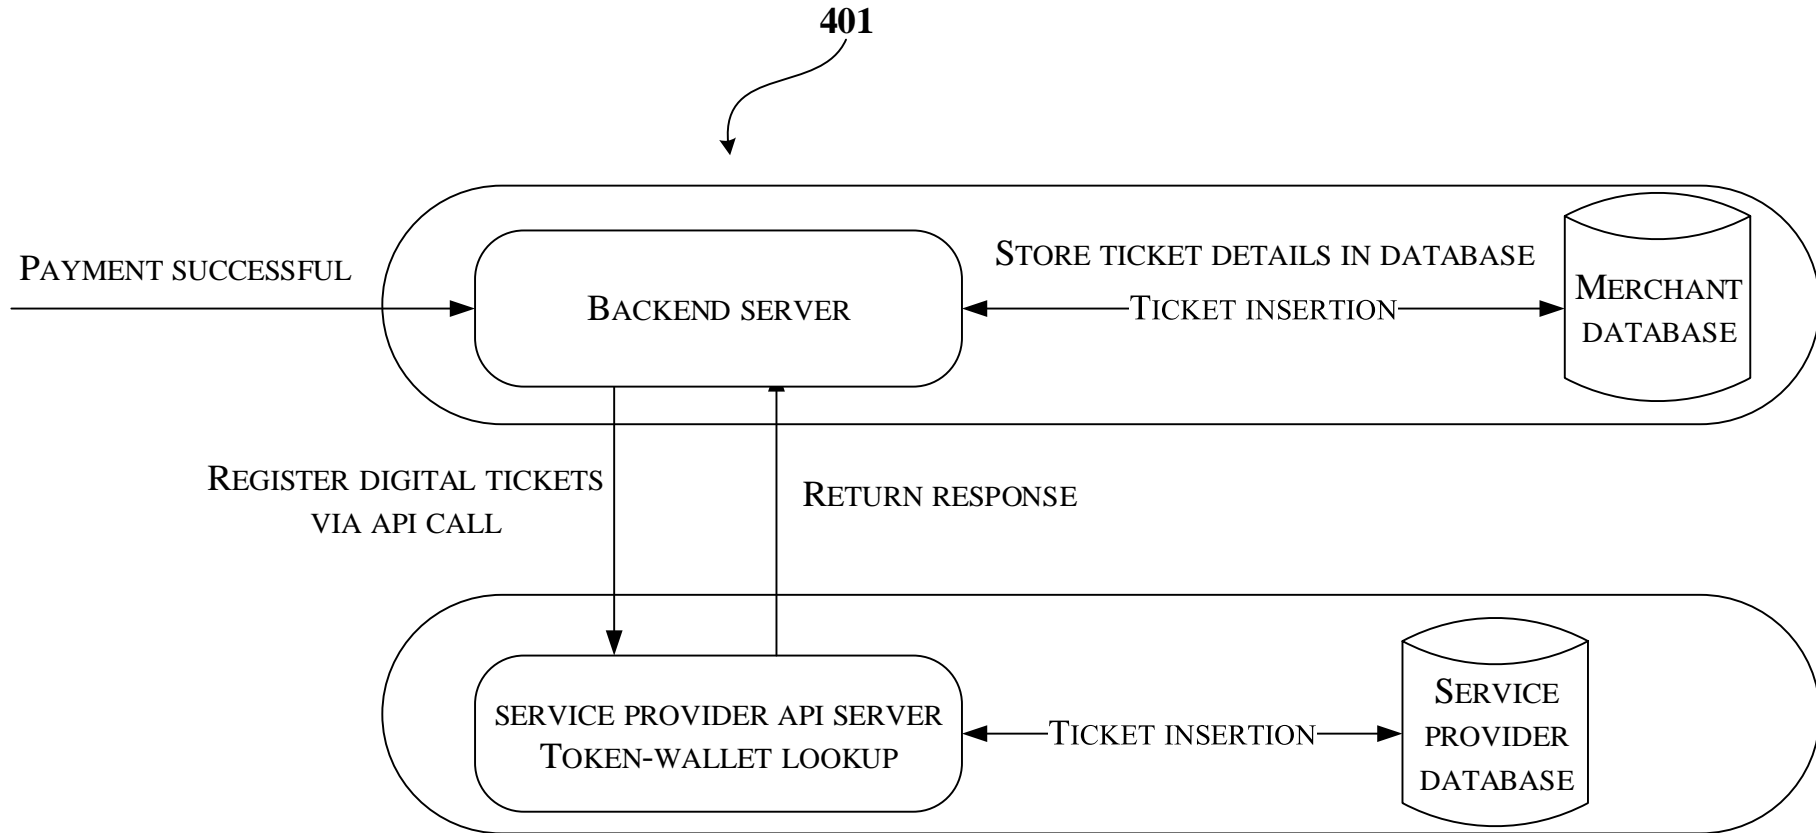 401
PAYMENT SUCCESSFUL
BACKEND SERVER
STORE TICKET DETAILS IN DATABASE
TICKET INSERTION
MERCHANT
DATABASE
REGISTER DIGITAL TICKETS
VIA API CALL
RETURN RESPONSE
SERVICE PROVIDER API SERVER
TOKEN-WALLET LOOKUP
TICKET INSERTION
SERVICE
PROVIDER
DATABASE